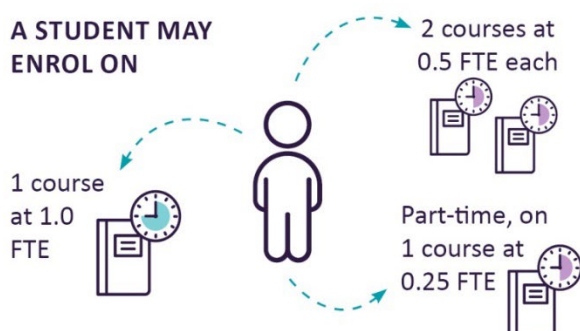 A STUDENT MAY
ENROL ON
2 courses at
0.5 FTE each
1 course
at 1.0
FTE
Part-time, on
1 course at
0.25 FTE